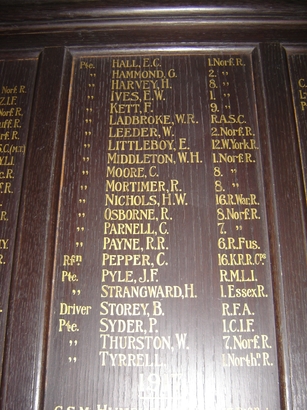 Pte. HALL, E.C. 1.Norf.R.
" HAMMOND, G. 2. "
" HARVEY, H. 8. "
" IVES, E.W. 1. "
" KETT, F. 9. "
" LADBROKE, W.R. R.A.S.C.
" LEEDER, W. 2.Norf.R.
" LITTLEBOY, E. 12.W.York.R.
" MIDDLETON, W.H. 1.Norf.R.
" MOORE, C. 8. "
" MORTIMER, R. 8. "
" NICHOLS, H.W. 16.R.War.R.
" OSBORNE, R. 8.Norf.R.
" PARNELL, C. 7. "
" PAYNE, R.R. 6.R.Fus.
Rfn PEPPER, C. 16.K.R.R.Cps
Pte. PYLE, J.F. R.M.L.I.
" STRANGWARD, H. 1.Essex R.
Driver STOREY, B. R.F.A.
Pte. SYDER, P. 1.C.I.F.
" THURSTON, W. 7.Norf.R.
" TYRRELL. 1.Northn R.
1917
C.S.M.